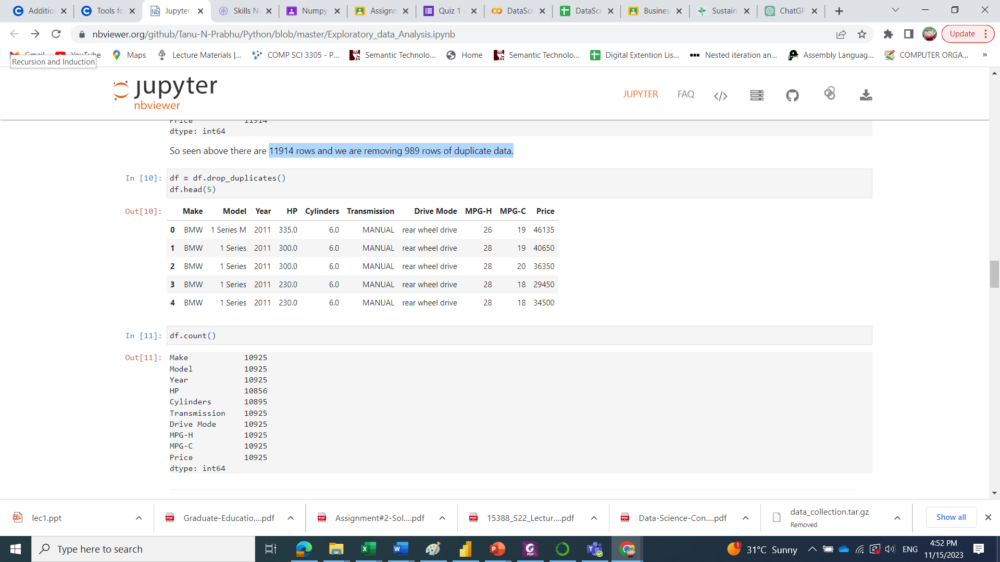 Additio
Tools fo
Jupyter
Skills Ne
Numpy
Assignm
Quiz 1 -
DataSci
DataSci
Busines
Sustain
ChatGP
nbviewer.org/github/Tanu-N-Prabhu/Python/blob/master/Exploratory_data_Analysis.ipynb
Update
Gmail
YouTube
Maps
Lecture Materials |...
COMP SCI 3305 - P...
Semantic Technolo...
Home
Semantic Technolo...
Digital Extention Lis...
Nested iteration an...
Assembly Languag...
COMPUTER ORGA...
»
Recursion and Induction
jupyter
nbviewer
JUPYTER
FAQ
</>
Price 11914
dtype: int64
So seen above there are 11914 rows and we are removing 989 rows of duplicate data.
In [10]: df = df.drop_duplicates()
df.head(5)
Out[10]: Make Model Year HP Cylinders Transmission Drive Mode MPG-H MPG-C Price
0 BMW 1 Series M 2011 335.0 6.0 MANUAL rear wheel drive 26 19 46135
1 BMW 1 Series 2011 300.0 6.0 MANUAL rear wheel drive 28 19 40650
2 BMW 1 Series 2011 300.0 6.0 MANUAL rear wheel drive 28 20 36350
3 BMW 1 Series 2011 230.0 6.0 MANUAL rear wheel drive 28 18 29450
4 BMW 1 Series 2011 230.0 6.0 MANUAL rear wheel drive 28 18 34500
In [11]: df.count()
Out[11]: Make 10925
Model 10925
Year 10925
HP 10856
Cylinders 10895
Transmission 10925
Drive Mode 10925
MPG-H 10925
MPG-C 10925
Price 10925
dtype: int64
lec1.ppt
Graduate-Educatio....pdf
Assignment#2-Sol....pdf
15388_S22_Lectur....pdf
Data-Science-Con....pdf
data_collection.tar.gz
Removed
Show all
Type here to search
31°C Sunny
ENG
4:52 PM
11/15/2023